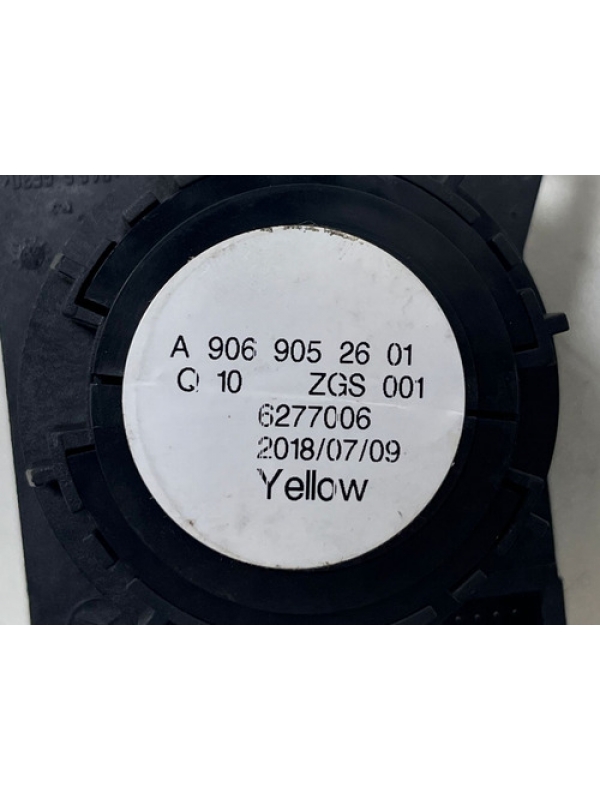 A 906 905 26 01
Q 10 ZGS 001
6277006
2018/07/09
Yellow